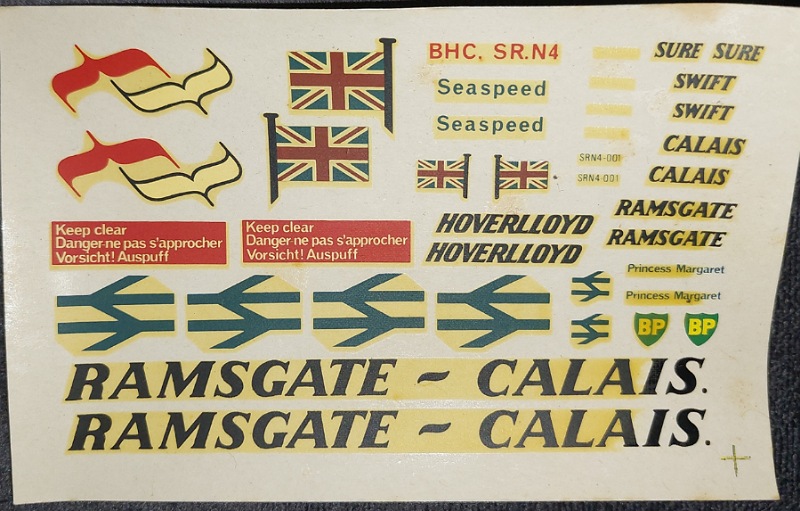 BHC, SR.N4
SURE SURE
Seaspeed
SWIFT
Seaspeed
SWIFT
CALAIS
SRN4-001
SRN4-001
CALAIS
RAMSGATE
RAMSGATE
Keep clear
Danger-ne pas s'approcher
Vorsicht! Auspuff
Keep clear
Danger-ne pas s'approcher
Vorsicht! Auspuff
HOVERLLOYD
HOVERLLOYD
Princess Margaret
Princess Margaret
BP
BP
RAMSGATE ~ CALAIS.
RAMSGATE ~ CALAIS.